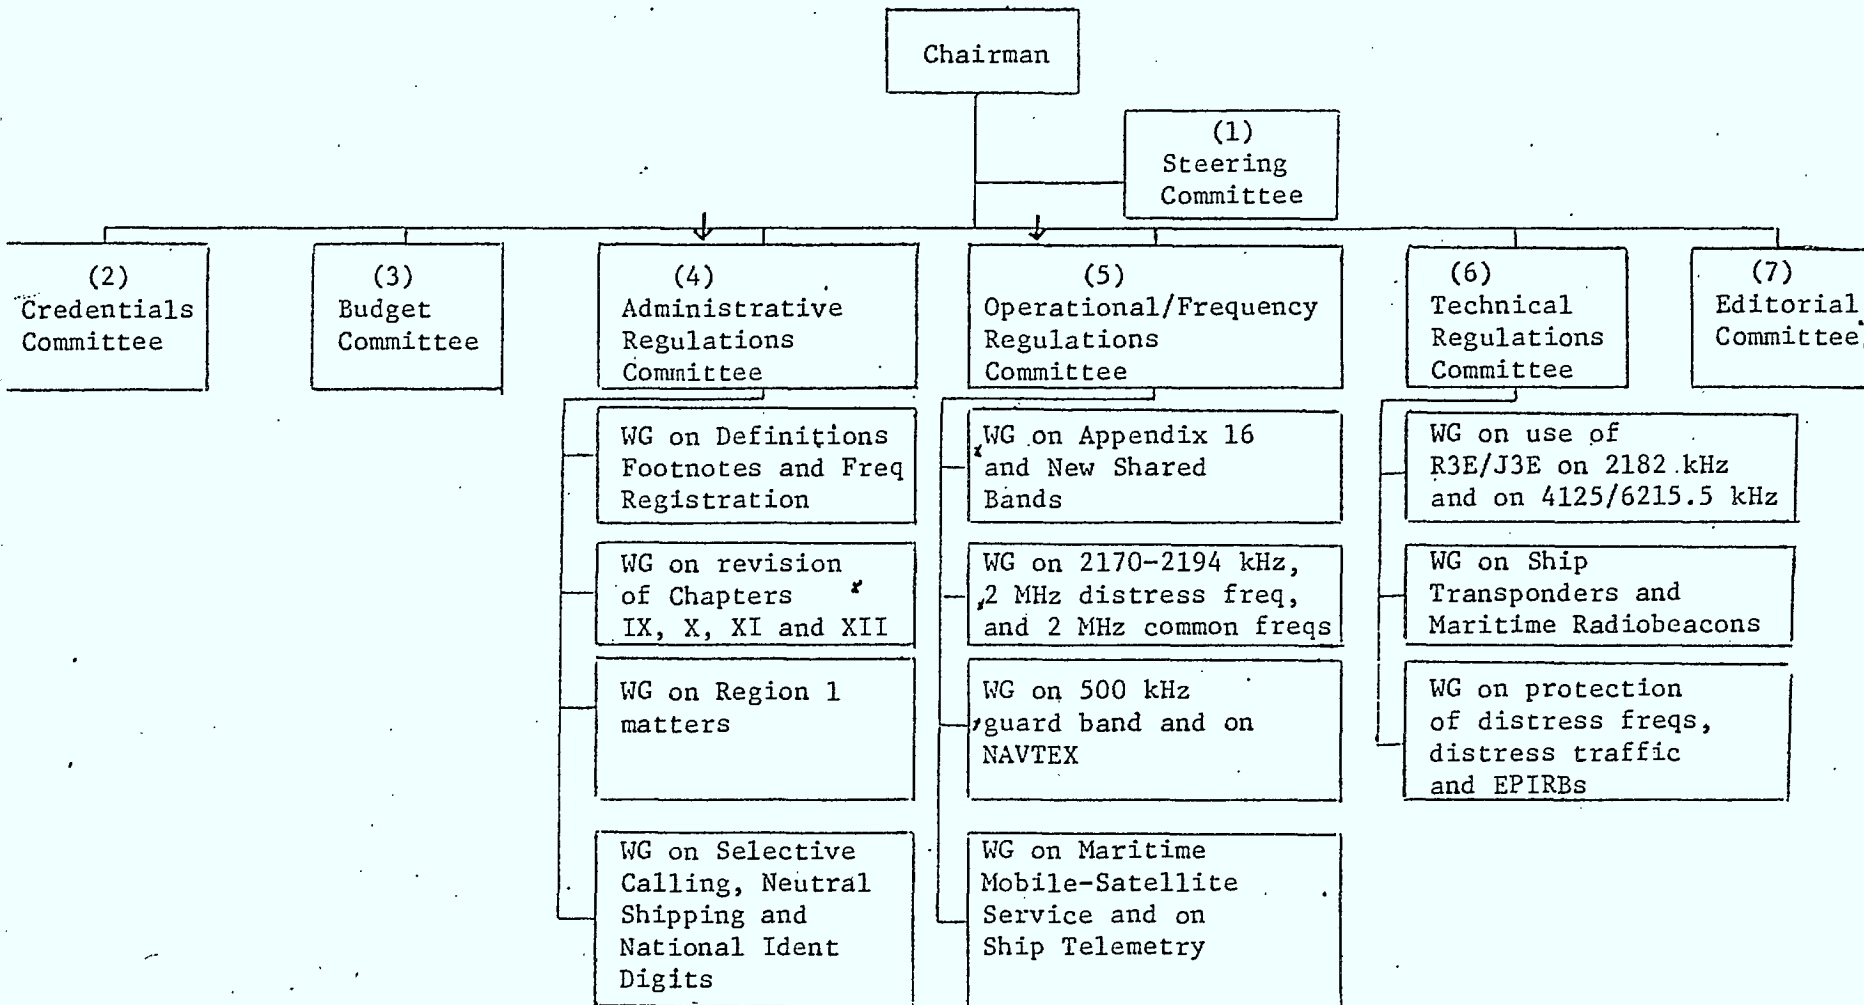 Chairman
(1)
Steering
Committee
(2)
Credentials
Committee
(3)
Budget
Committee
(4)
Administrative
Regulations
Committee
(5)
Operational/Frequency
Regulations
Committee
(6)
Technical
Regulations
Committee
(7)
Editorial
Committee
WG on Definitions
Footnotes and Freq
Registration
WG on revision
of Chapters
IX, X, XI and XII
WG on Region 1
matters
WG on Selective
Calling, Neutral
Shipping and
National Ident
Digits
WG on Appendix 16
and New Shared
Bands
WG on 2170-2194 kHz,
2 MHz distress freq,
and 2 MHz common freqs
WG on 500 kHz
guard band and on
NAVTEX
WG on Maritime
Mobile-Satellite
Service and on
Ship Telemetry
WG on use of
R3E/J3E on 2182 kHz
and on 4125/6215.5 kHz
WG on Ship
Transponders and
Maritime Radiobeacons
WG on protection
of distress freqs,
distress traffic
and EPIRBs